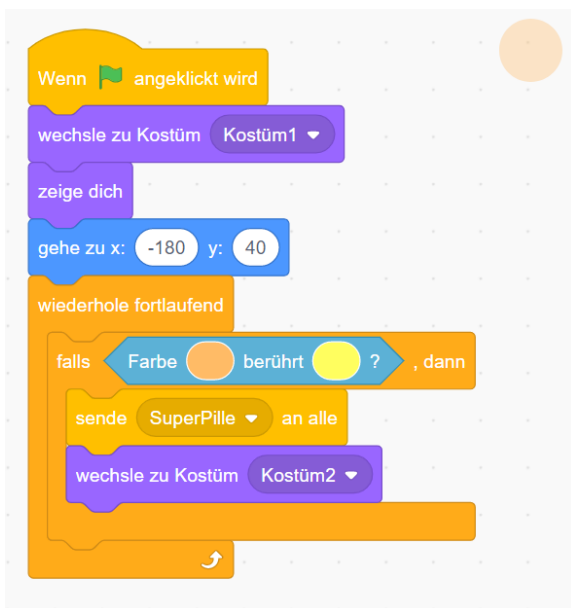 Wenn angeklickt wird
wechsle zu Kostüm Kostüm1
zeige dich
gehe zu x: -180 y: 40
wiederhole fortlaufend
falls Farbe berührt ? , dann
sende SuperPille an alle
wechsle zu Kostüm Kostüm2